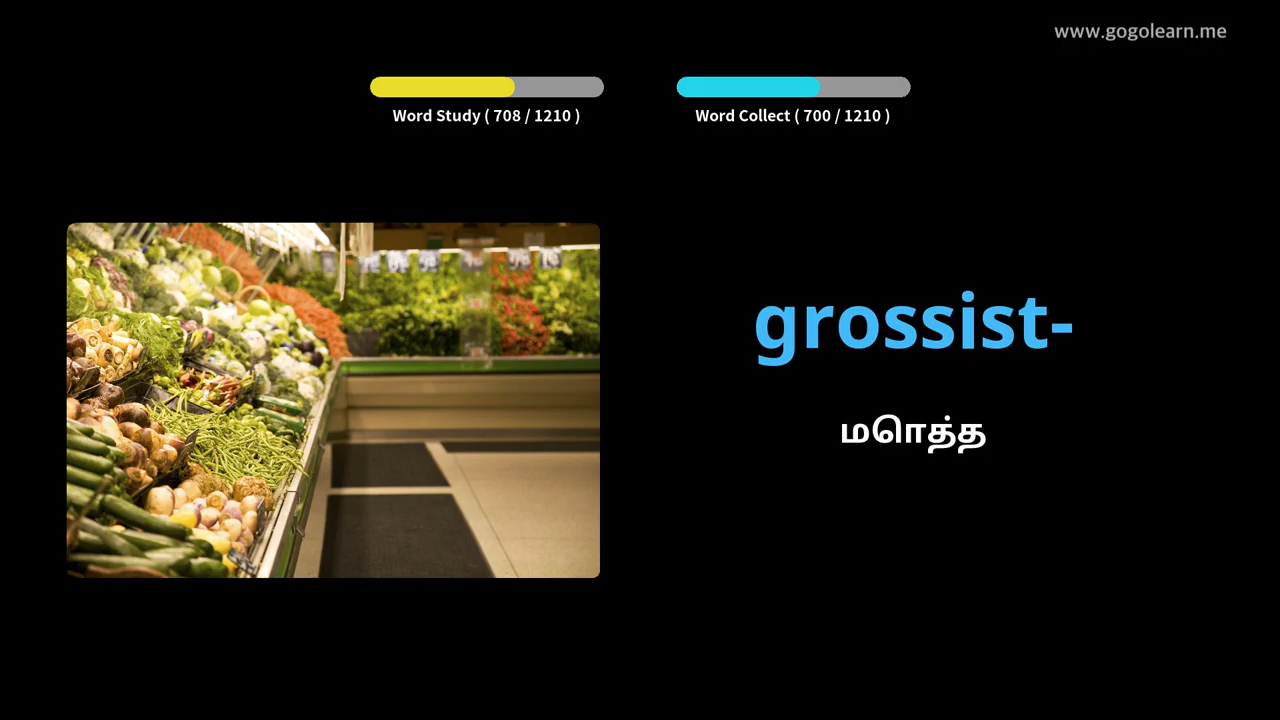 www.gogolearn.me
Word Study ( 708 / 1210 )
Word Collect ( 700 / 1210 )
grossist-
மொத்த